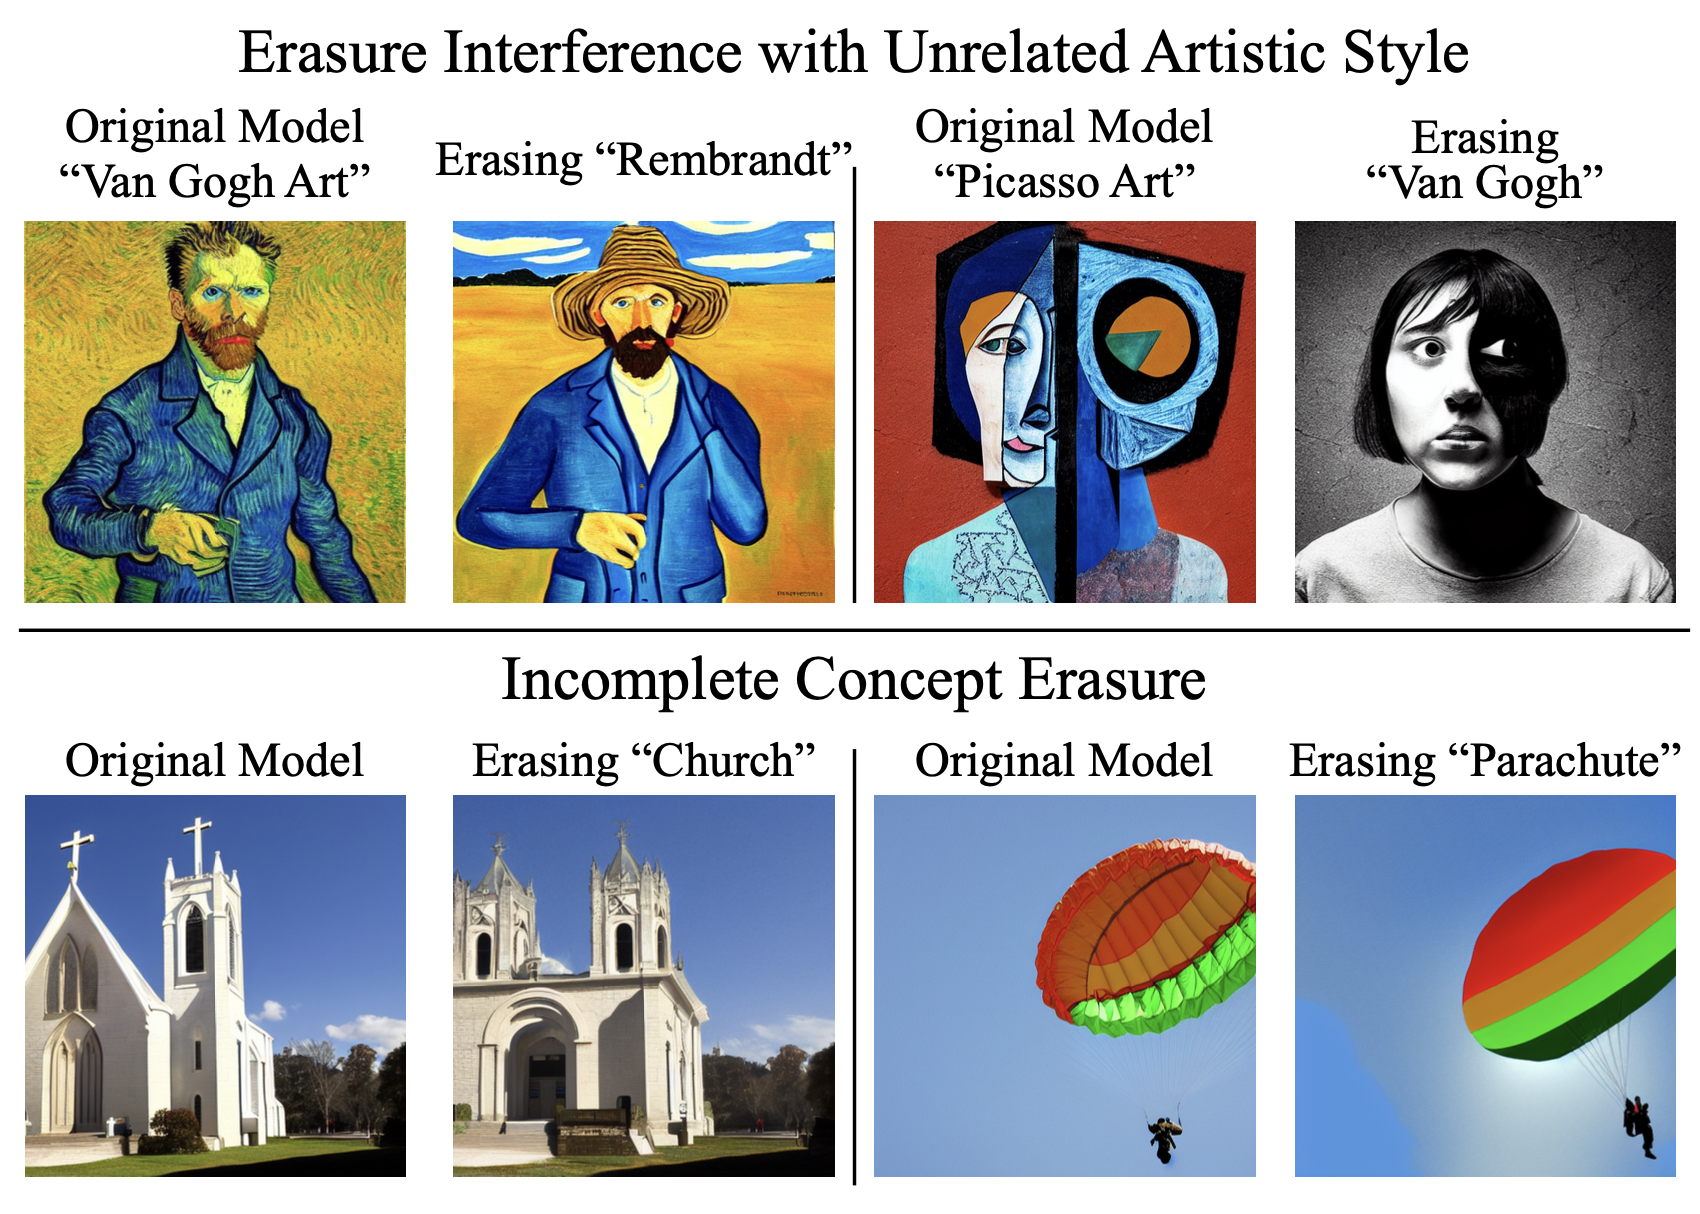 Erasure Interference with Unrelated Artistic Style
Original Model
“Van Gogh Art”
Erasing “Rembrandt”
Original Model
“Picasso Art”
Erasing
“Van Gogh”
Incomplete Concept Erasure
Original Model
Erasing “Church”
Original Model
Erasing “Parachute”